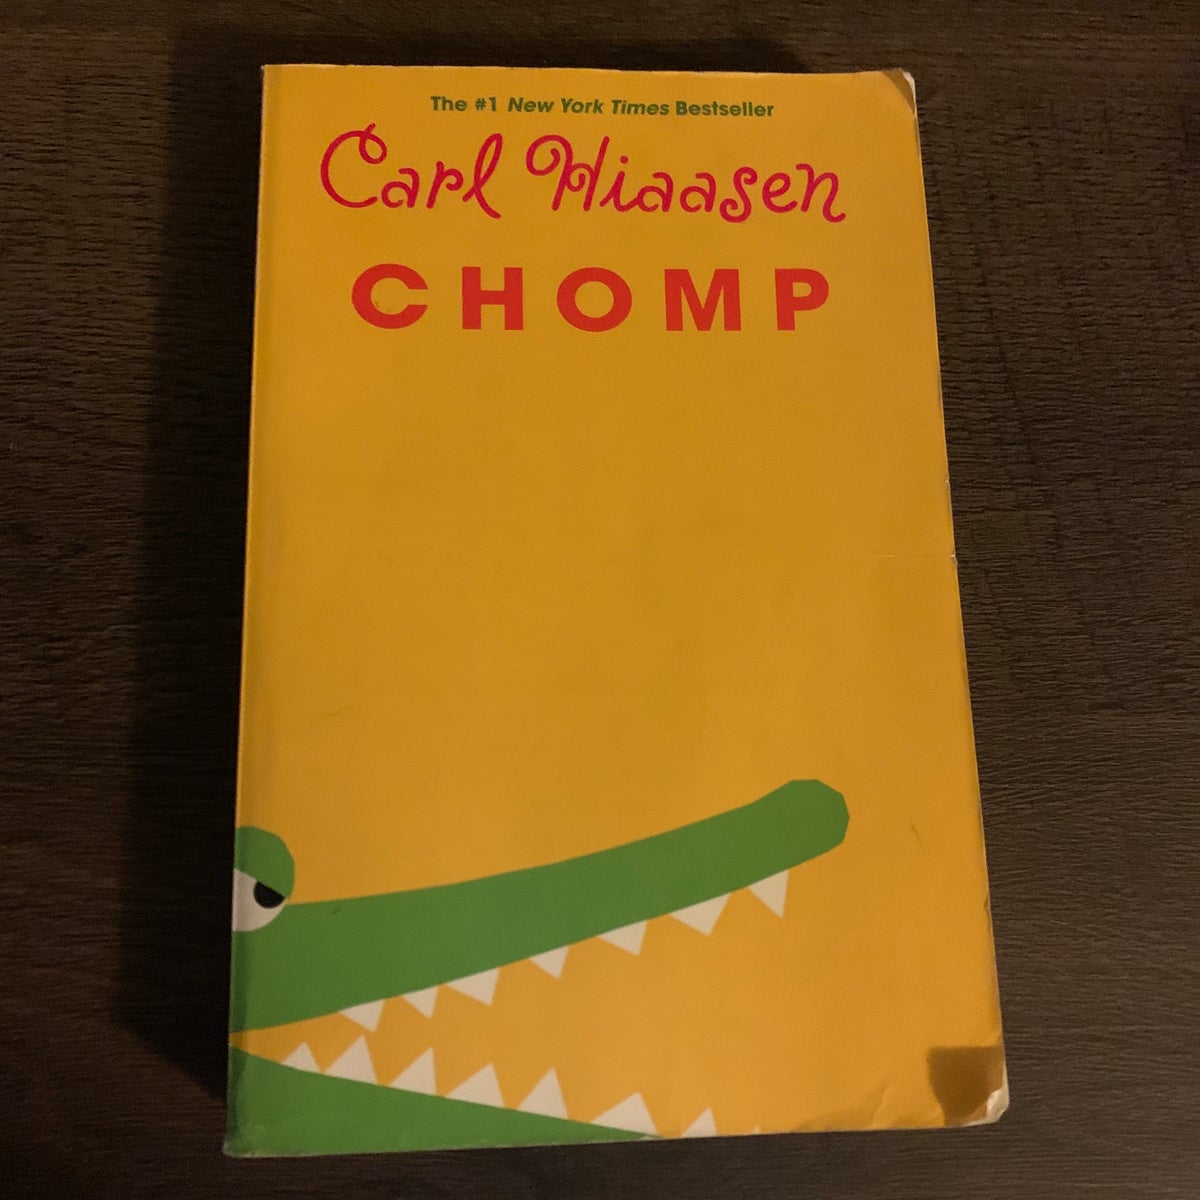 The #1 New York Times Bestseller
Carl Hiaasen
CHOMP